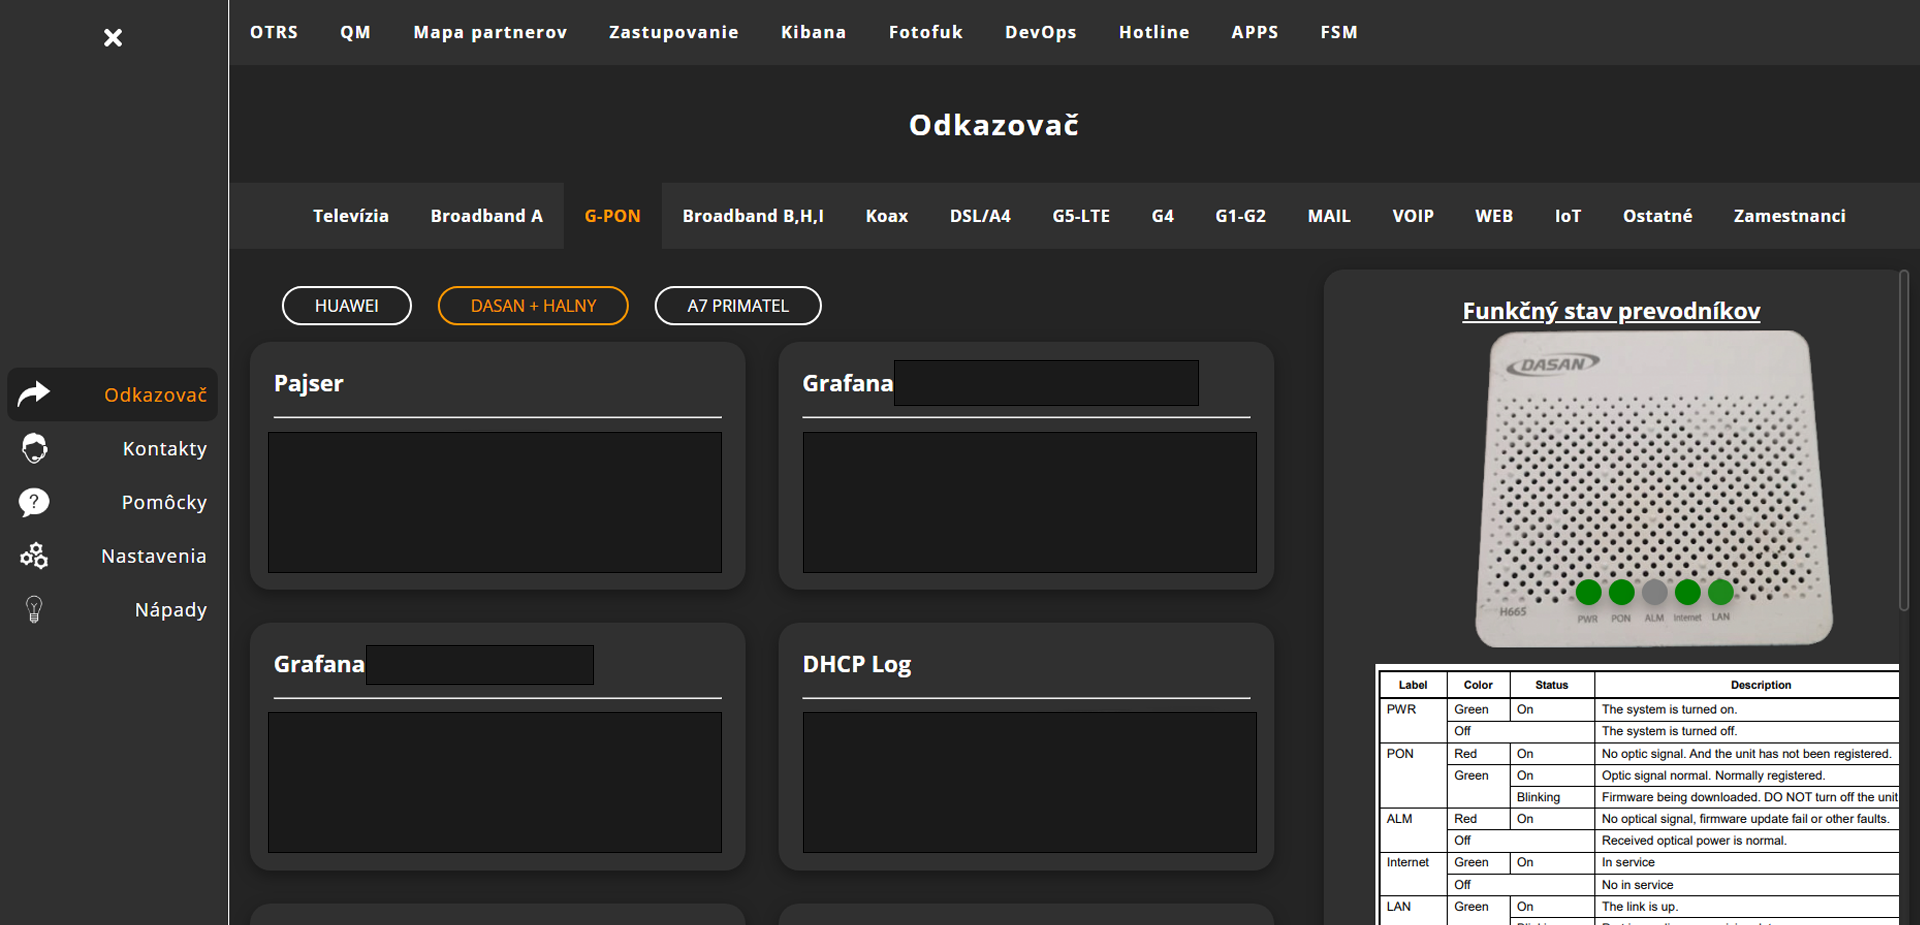 OTRS QM Mapa partnerov Zastupovanie Kibana Fotofuk DevOps Hotline APPS FSM
Odkazovač
Televízia Broadband A G-PON Broadband B,H,I Koax DSL/A4 G5-LTE G4 G1-G2 MAIL VOIP WEB IoT Ostatné Zamestnanci
Odkazovač
Kontakty
Pomôcky
Nastavenia
Nápady
HUAWEI DASAN + HALNY A7 PRIMATEL
Pajser
Grafana
Grafana
DHCP Log
Funkčný stav prevodníkov
DASAN
H665
PWR PON ALM Internet LAN
Label Color Status Description
PWR Green On The system is turned on.
Off The system is turned off.
PON Red On No optic signal. And the unit has not been registered.
Green On Optic signal normal. Normally registered.
Blinking Firmware being downloaded. DO NOT turn off the unit
ALM Red On No optical signal, firmware update fail or other faults.
Off Received optical power is normal.
Internet Green On In service
Off No in service
LAN Green On The link is up.